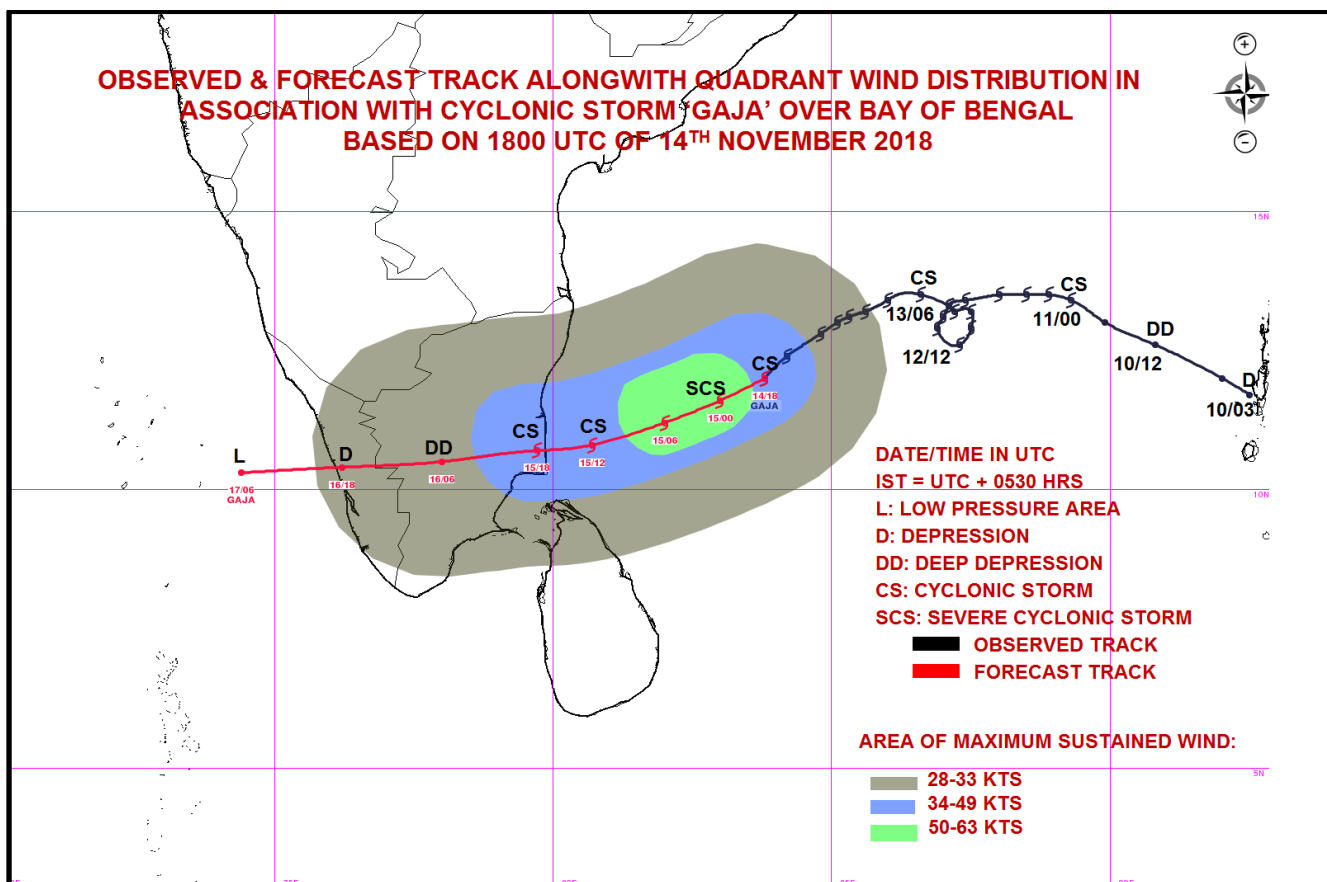 OBSERVED & FORECAST TRACK ALONGWITH QUADRANT WIND DISTRIBUTION IN
ASSOCIATION WITH CYCLONIC STORM ‘GAJA’ OVER BAY OF BENGAL
BASED ON 1800 UTC OF 14TH NOVEMBER 2018
15N
CS
CS
13/06
11/00
DD
12/12
10/12
D
10/03
CS
14/18
GAJA
SCS
15/00
15/06
CS
15/12
CS
15/18
DD
16/06
D
16/18
L
17/06
GAJA
10N
DATE/TIME IN UTC
IST = UTC + 0530 HRS
L: LOW PRESSURE AREA
D: DEPRESSION
DD: DEEP DEPRESSION
CS: CYCLONIC STORM
SCS: SEVERE CYCLONIC STORM
OBSERVED TRACK
FORECAST TRACK
AREA OF MAXIMUM SUSTAINED WIND:
5N
28-33 KTS
34-49 KTS
50-63 KTS